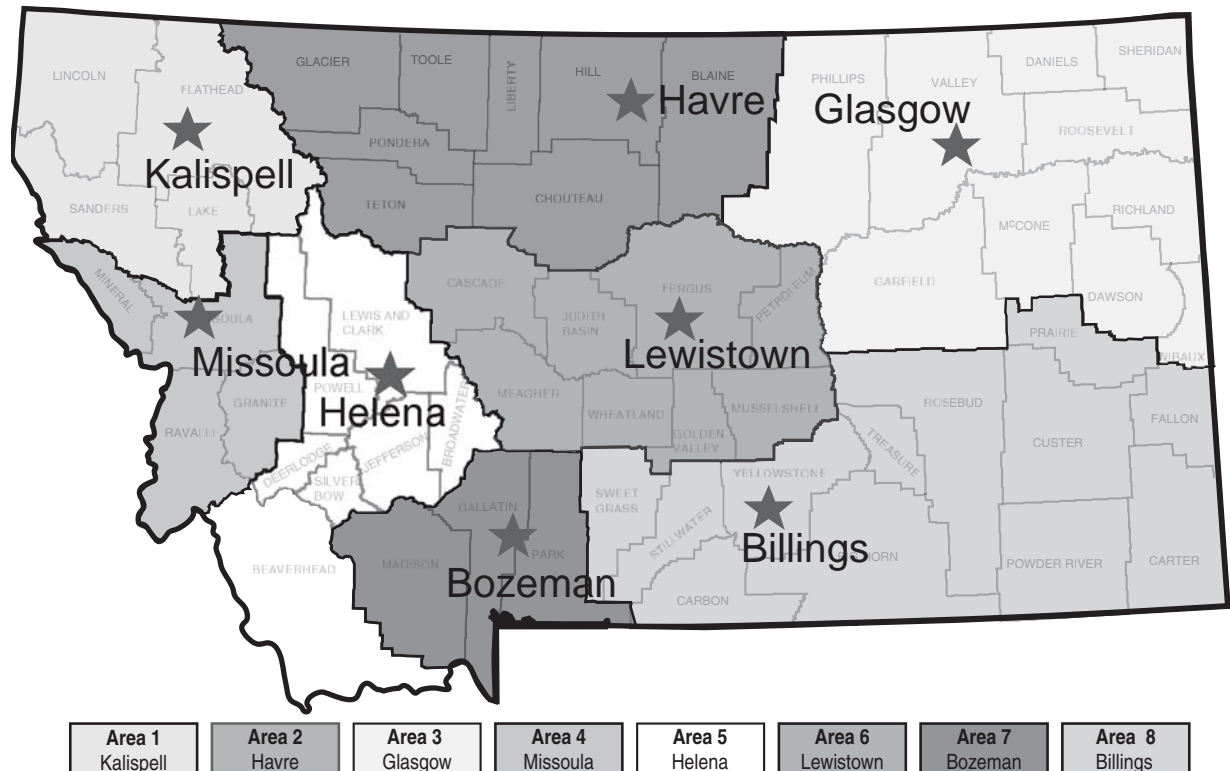 LINCOLN
FLATHEAD
GLACIER
TOOLE
LIBERTY
HILL
BLAINE
PHILLIPS
VALLEY
DANIELS
SHERIDAN
Havre
Glasgow
ROOSEVELT
PONDERA
Kalispell
SANDERS
LAKE
TETON
CHOUTEAU
McCONE
RICHLAND
MINERAL
CASCADE
FERGUS
PETROLEUM
GARFIELD
DAWSON
SOULA
LEWIS AND
CLARK
JUDITH
BASIN
PRAIRIE
Missoula
Lewistown
WIBAUX
POWELL
Helena
GRANITE
RAVALLI
BROADWATER
MEAGHER
WHEATLAND
MUSSELSHELL
GOLDEN
VALLEY
ROSEBUD
TREASURE
CUSTER
FALLON
DEERLODGE
JEFFERSON
SILVER
BOW
YELLOWSTONE
SWEET
GRASS
STILLWATER
GALLATIN
PARK
Billings
HORN
BEAVERHEAD
MADISON
Bozeman
CARBON
POWDER RIVER
CARTER
Area 1
Kalispell
Area 2
Havre
Area 3
Glasgow
Area 4
Missoula
Area 5
Helena
Area 6
Lewistown
Area 7
Bozeman
Area 8
Billings